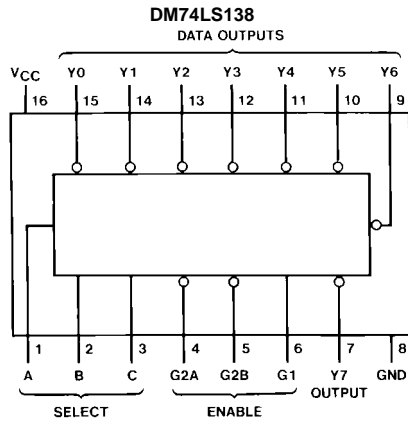 DM74LS138
DATA OUTPUTS
VCC Y0 Y1 Y2 Y3 Y4 Y5 Y6
16 15 14 13 12 11 10 9
1 2 3 4 5 6 7 8
A B C G2A G2B G1 Y7 GND
OUTPUT
SELECT ENABLE